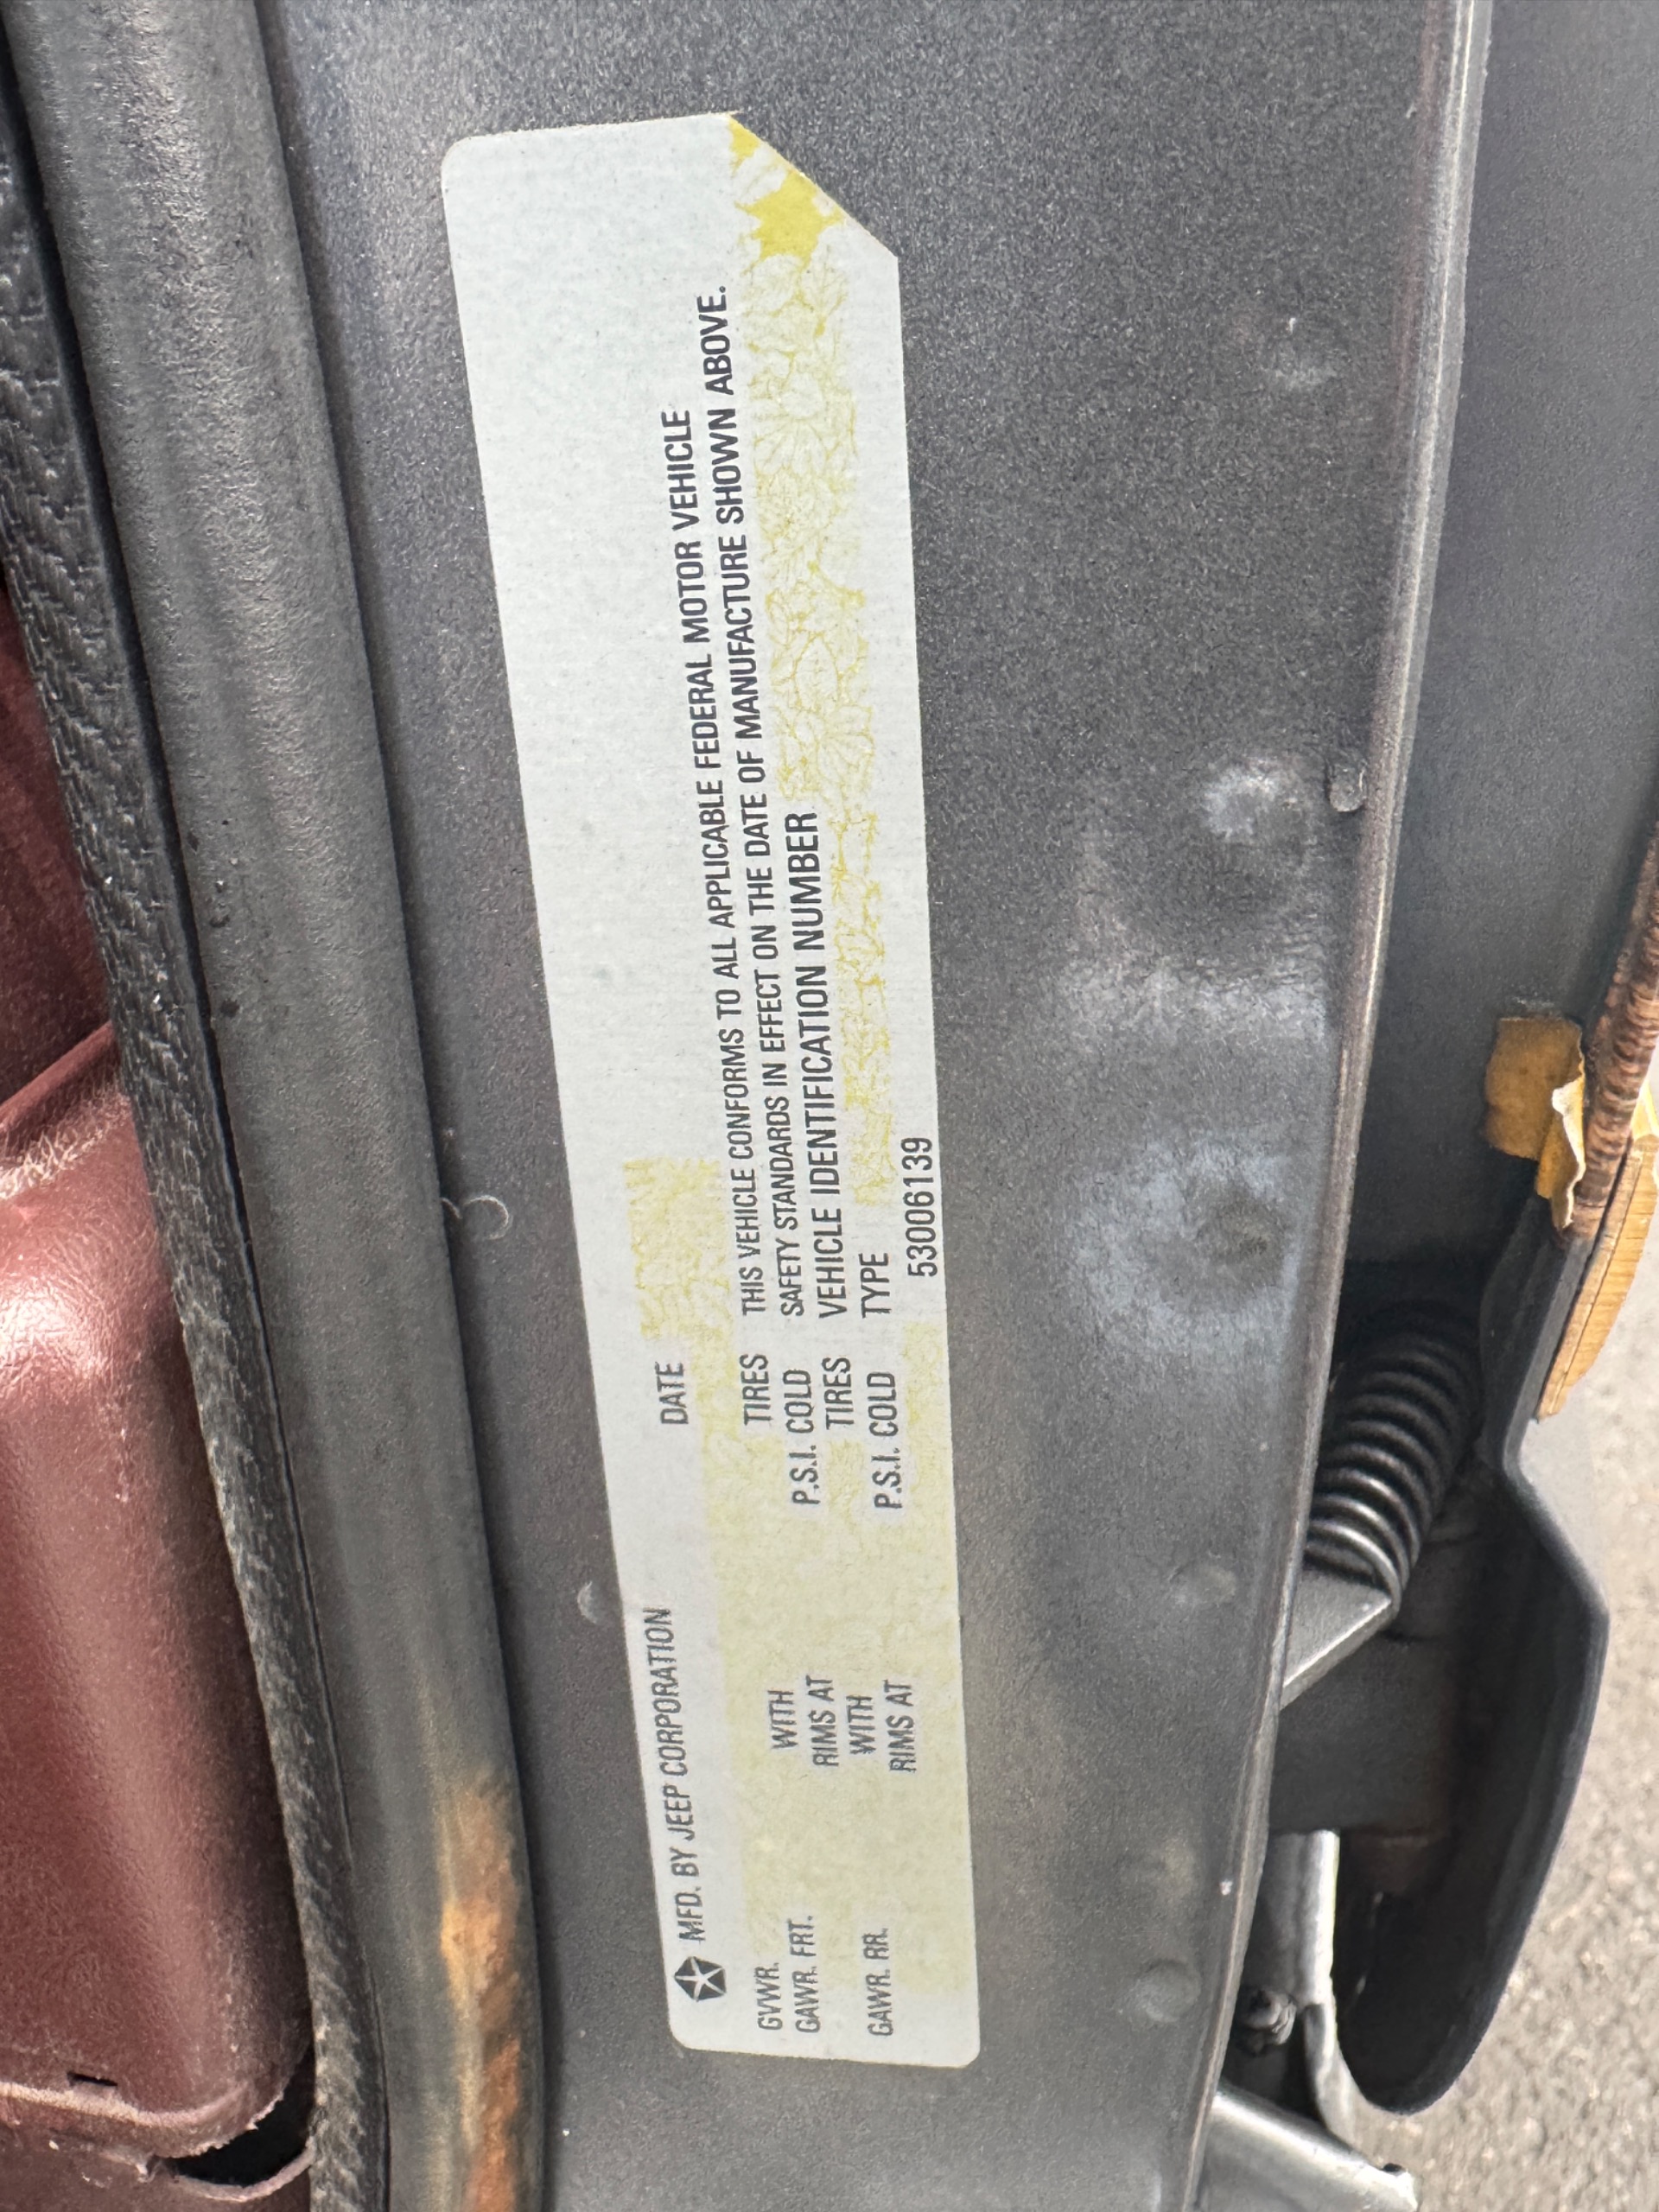 MFD. BY JEEP CORPORATION DATE
GVWR.
GAWR. FRT. WITH TIRES
RIMS AT P.S.I. COLD
GAWR. RR. WITH TIRES
RIMS AT P.S.I. COLD
THIS VEHICLE CONFORMS TO ALL APPLICABLE FEDERAL MOTOR VEHICLE
SAFETY STANDARDS IN EFFECT ON THE DATE OF MANUFACTURE SHOWN ABOVE.
VEHICLE IDENTIFICATION NUMBER
TYPE
53006139